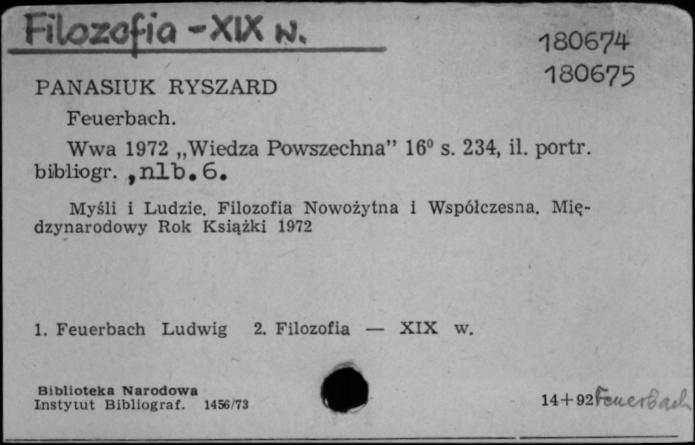 Filozofia - XIX w.
180674
180675
PANASIUK RYSZARD
Feuerbach.
Wwa 1972 „Wiedza Powszechna” 16⁰ s. 234, il. portr.
bibliogr. , nlb. 6.
Myśli i Ludzie. Filozofia Nowożytna i Współczesna. Mię-
dzynarodowy Rok Książki 1972
1. Feuerbach Ludwig 2. Filozofia — XIX w.
Biblioteka Narodowa
Instytut Bibliograf. 1456/73
14+92 Feuerbach